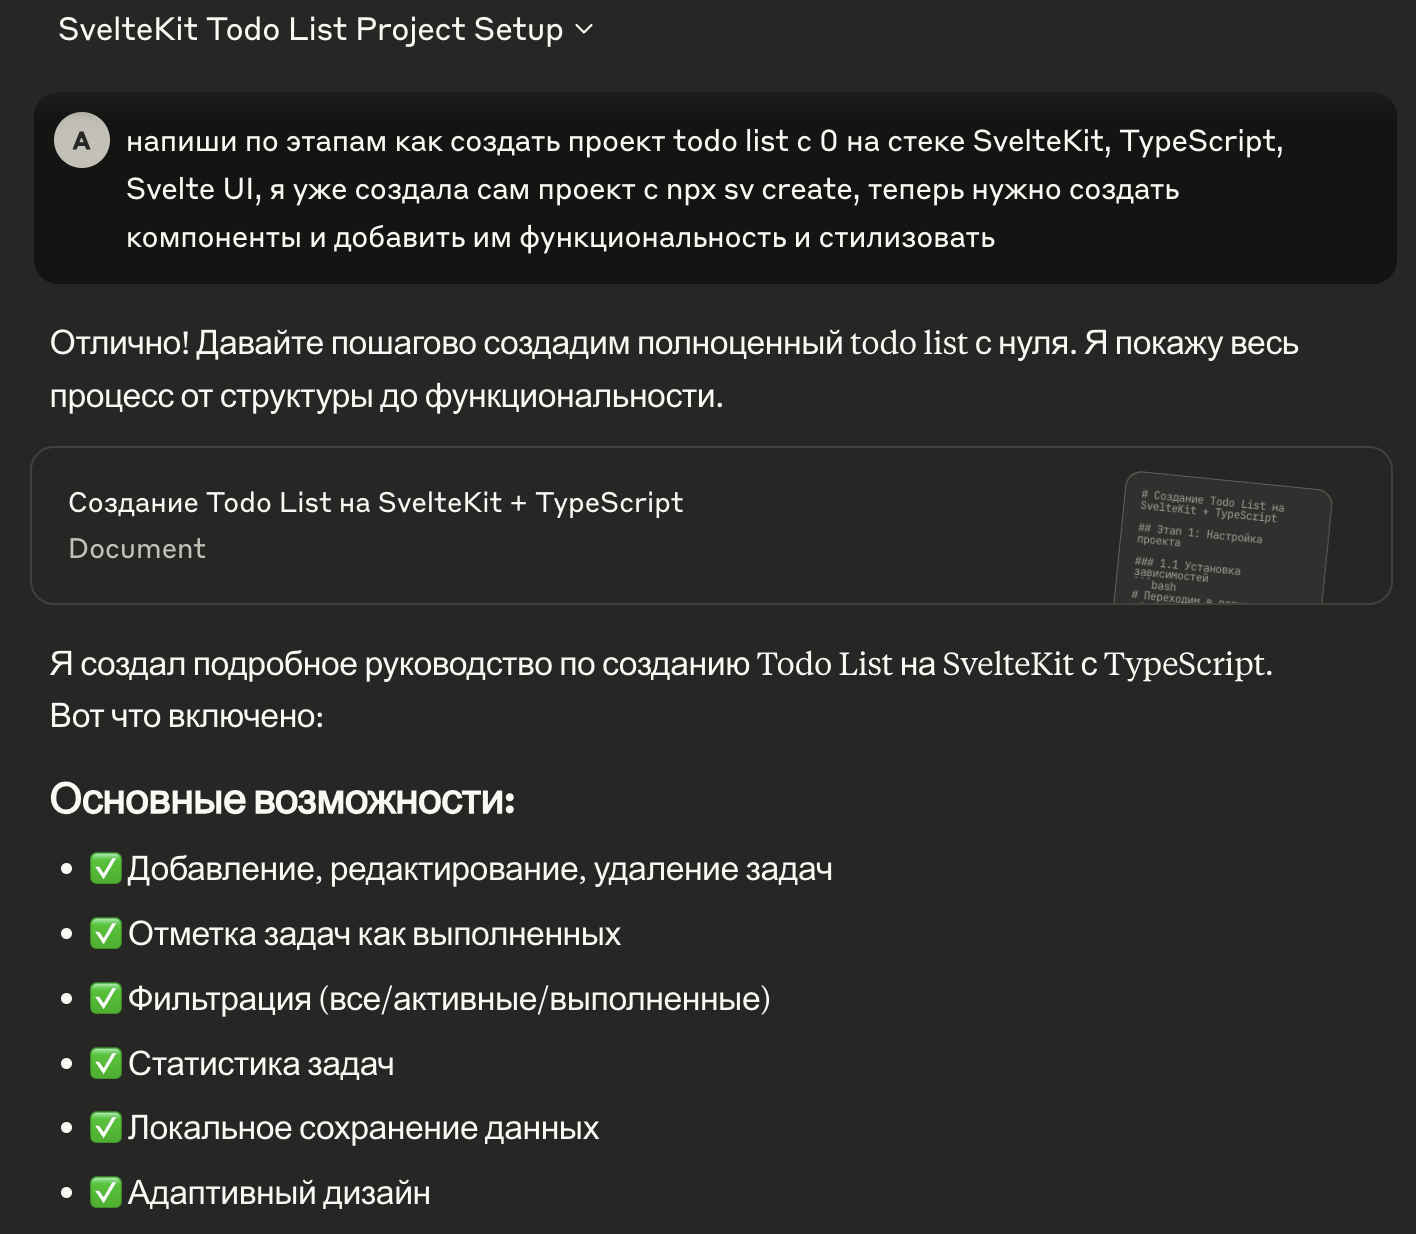 SvelteKit Todo List Project Setup
A
напиши по этапам как создать проект todo list с 0 на стеке SvelteKit, TypeScript,
Svelte UI, я уже создала сам проект с npx sv create, теперь нужно создать
компоненты и добавить им функциональность и стилизовать
Отлично! Давайте пошагово создадим полноценный todo list с нуля. Я покажу весь
процесс от структуры до функциональности.
Создание Todo List на SvelteKit + TypeScript
Document
# Создание Todo List на
SvelteKit + TypeScript
## Этап 1: Настройка
проекта
### 1.1 Установка
зависимостей
```bash
# Переходим в
Я создал подробное руководство по созданию Todo List на SvelteKit с TypeScript.
Вот что включено:
Основные возможности:
• ✅ Добавление, редактирование, удаление задач
• ✅ Отметка задач как выполненных
• ✅ Фильтрация (все/активные/выполненные)
• ✅ Статистика задач
• ✅ Локальное сохранение данных
• ✅ Адаптивный дизайн